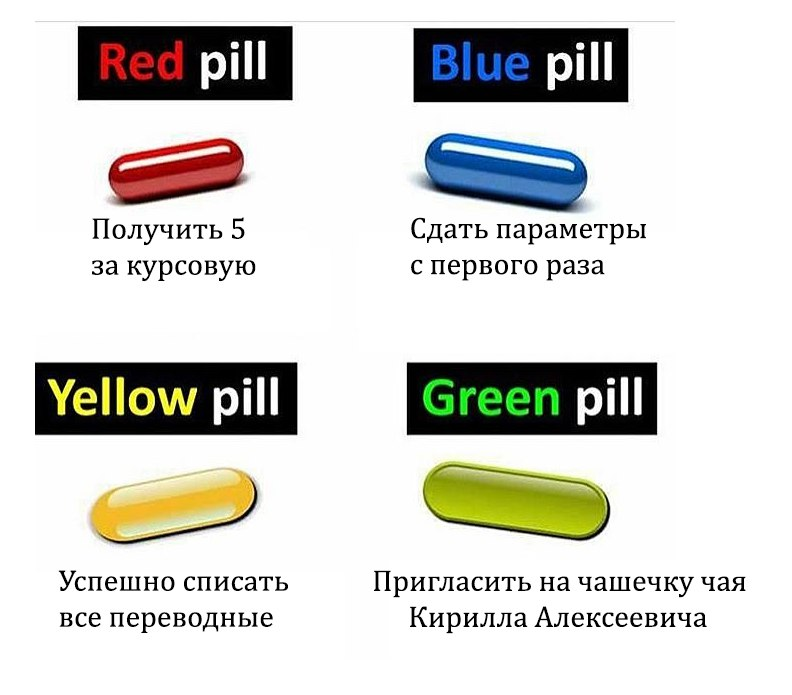 Red pill
Blue pill
Получить 5
за курсовую
Сдать параметры
с первого раза
Yellow pill
Green pill
Успешно списать
все переводные
Пригласить на чашечку чая
Кирилла Алексеевича